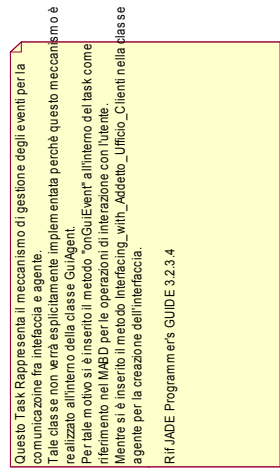 Questo Task Rappresenta il meccanismo di gestione degli eventi per la
comunicazoine fra intefaccia e agente.
Tale classe non verrà esplicitamente implementata perchè questo meccanismo è
realizzato all'interno della classe GuiAgent.
Per tale motivo si è inserito il metodo "onGuiEvent" all'interno del task come
riferimento nel MABD per le operazioni di interazione con l'utente.
Mentre si è inserito il metodo Interfacing_with_Addetto_Ufficio_Clienti nella classe
agente per la creazione dell'interfaccia.
Rif JADE Programmer's GUIDE 3.2.3.4